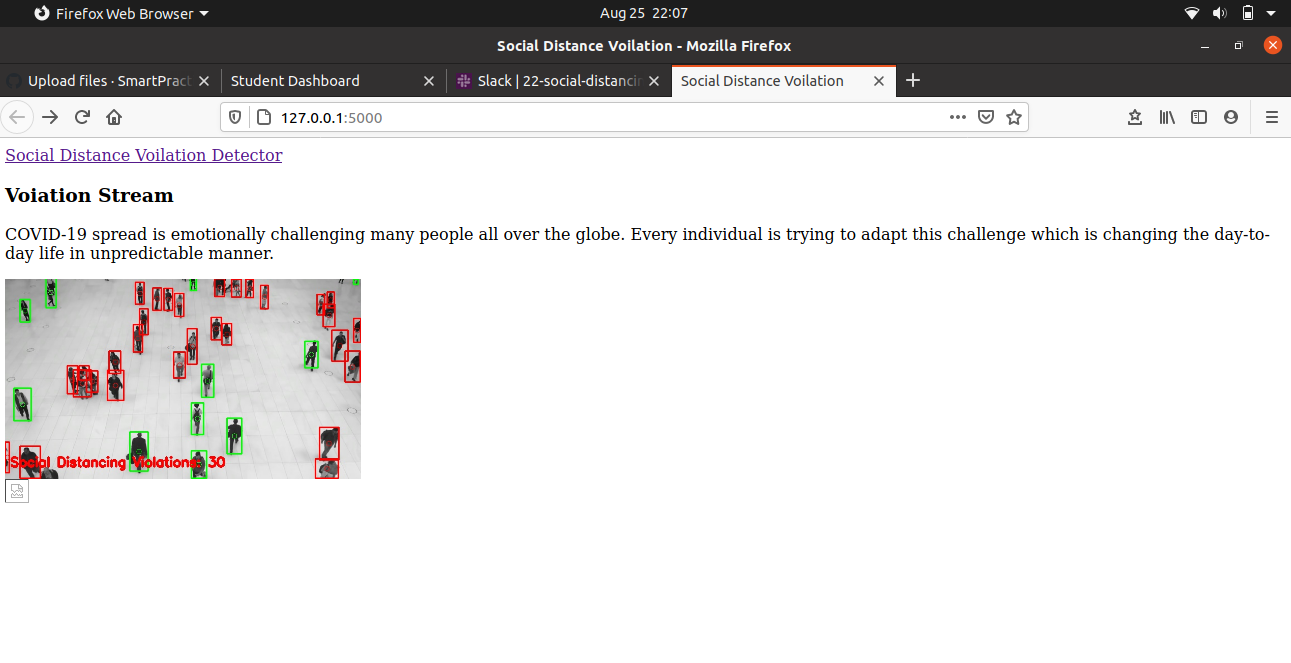 Firefox Web Browser
Aug 25 22:07
Social Distance Voilation - Mozilla Firefox
Upload files · SmartPract
Student Dashboard
Slack | 22-social-distancin
Social Distance Voilation
127.0.0.1:5000
Social Distance Voilation Detector
Voiation Stream
COVID-19 spread is emotionally challenging many people all over the globe. Every individual is trying to adapt this challenge which is changing the day-to-
day life in unpredictable manner.
Social Distancing Violations: 30